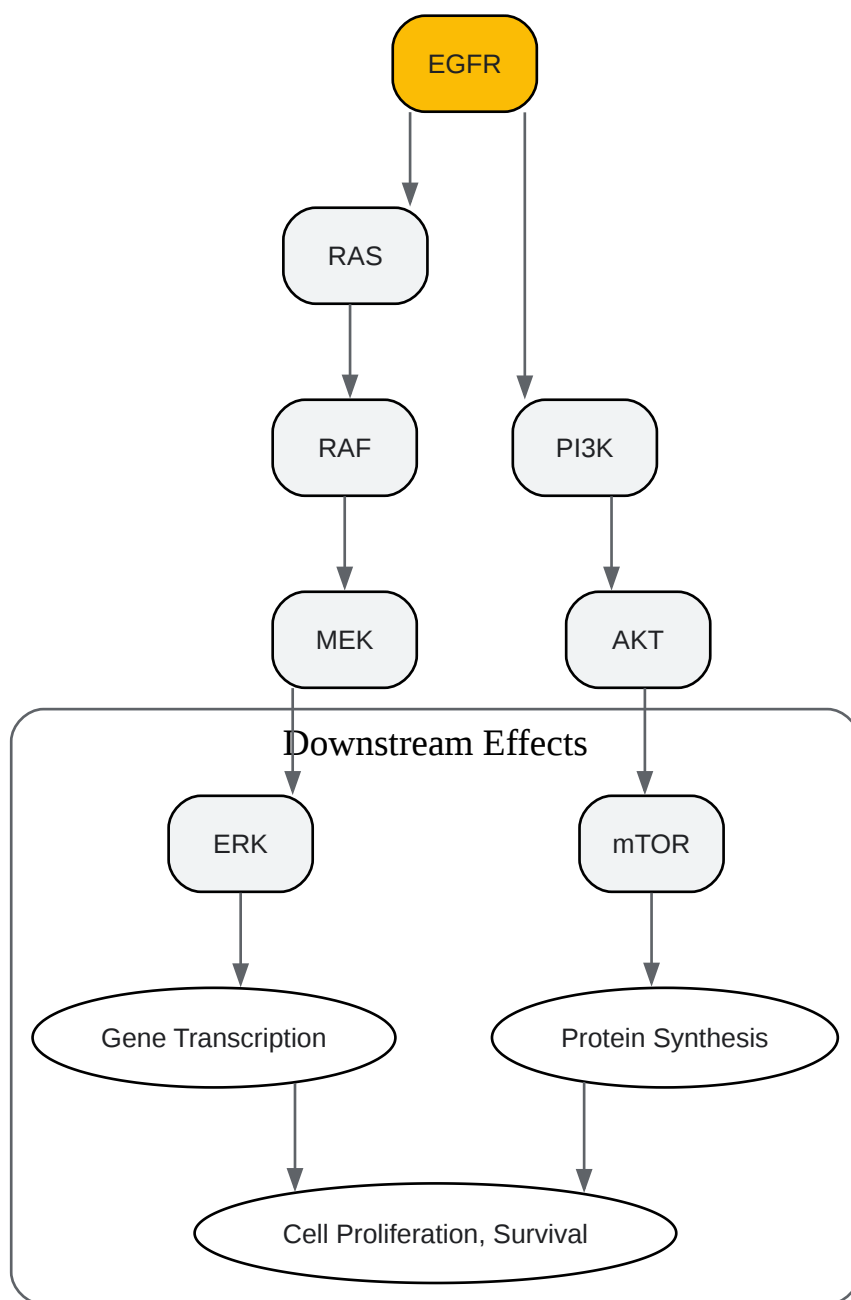 EGFR
RAS
RAF
PI3K
MEK
AKT
Downstream Effects
ERK
mTOR
Gene Transcription
Protein Synthesis
Cell Proliferation, Survival